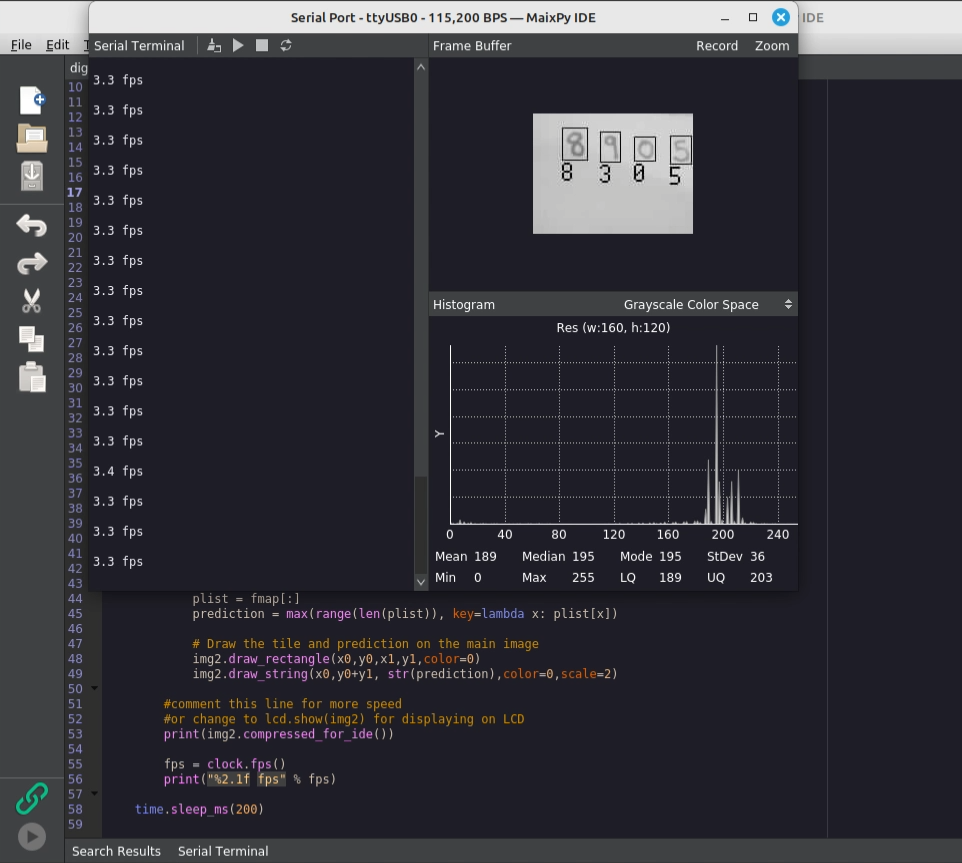 Serial Port - ttyUSB0 - 115,200 BPS — MaixPy IDE
IDE
File Edit
Serial Terminal
Frame Buffer Record Zoom
dig
3.3 fps
3.3 fps
3.3 fps
3.3 fps
3.3 fps
3.3 fps
3.3 fps
3.3 fps
3.3 fps
3.3 fps
3.3 fps
3.3 fps
3.3 fps
3.4 fps
3.3 fps
3.3 fps
3.3 fps
8 9 0 5
8 3 0 5
Histogram Grayscale Color Space
Res (w:160, h:120)
Y
0 40 80 120 160 200 240
Mean 189 Median 195 Mode 195 StDev 36
Min 0 Max 255 LQ 189 UQ 203
10
11
12
13
14
15
16
17
18
19
20
21
22
23
24
25
26
27
28
29
30
31
32
33
34
35
36
37
38
39
40
41
42
43
44 plist = fmap[:]
45 prediction = max(range(len(plist)), key=lambda x: plist[x])
46
47 # Draw the tile and prediction on the main image
48 img2.draw_rectangle(x0,y0,x1,y1,color=0)
49 img2.draw_string(x0,y0+y1, str(prediction),color=0,scale=2)
50
51 #comment this line for more speed
52 #or change to lcd.show(img2) for displaying on LCD
53 print(img2.compressed_for_ide())
54
55 fps = clock.fps()
56 print("%2.1f fps" % fps)
57
58 time.sleep_ms(200)
59
Search Results Serial Terminal